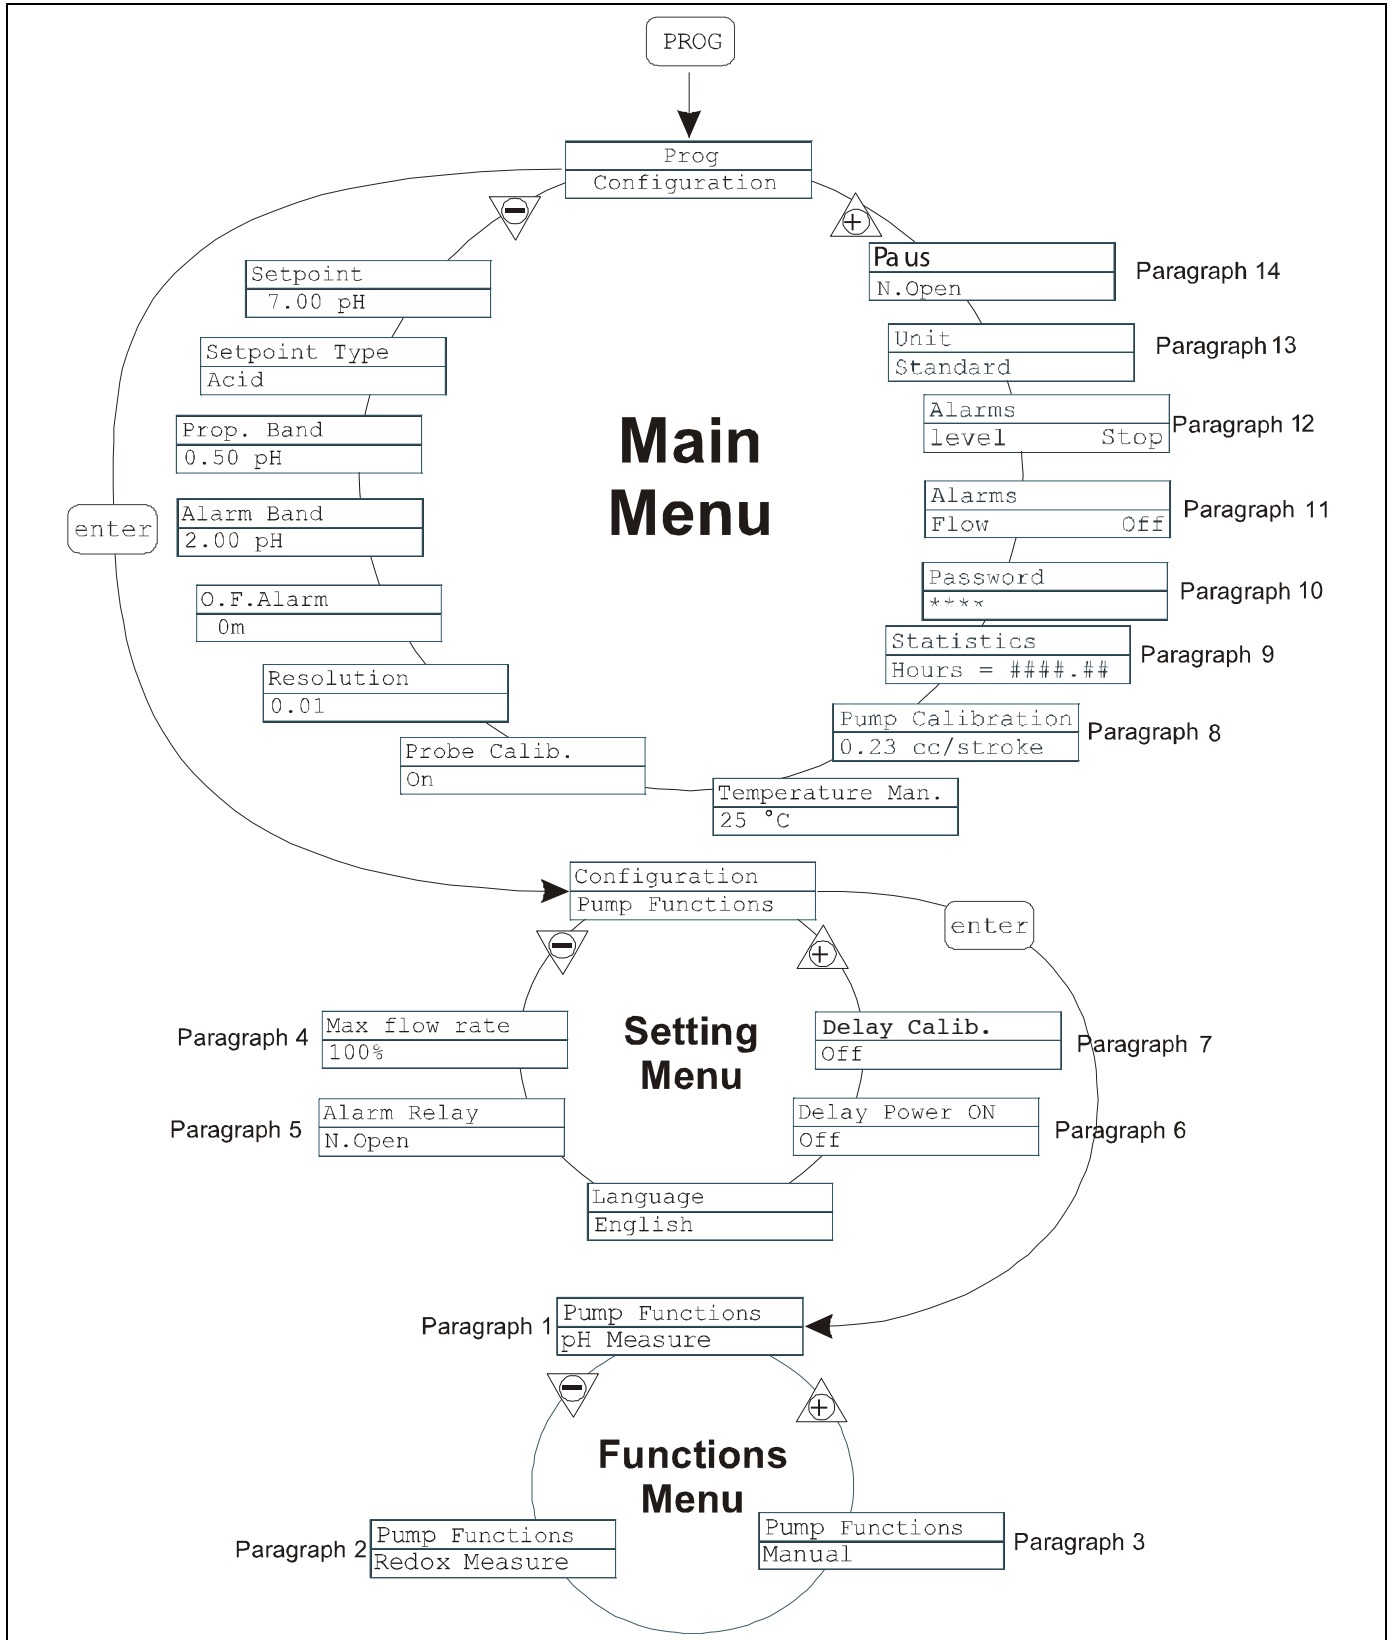 PROG
Prog
Configuration
Setpoint
7.00 pH
Setpoint Type
Acid
Prop. Band
0.50 pH
Alarm Band
2.00 pH
O.F.Alarm
0m
Resolution
0.01
Probe Calib.
On
enter
Main
Menu
Paus
N.Open
Paragraph 14
Unit
Standard
Paragraph 13
Alarms
level Stop
Paragraph 12
Alarms
Flow Off
Paragraph 11
Password
****
Paragraph 10
Statistics
Hours = ####.##
Paragraph 9
Pump Calibration
0.23 cc/stroke
Paragraph 8
Temperature Man.
25 °C
Configuration
Pump Functions
enter
Paragraph 4
Max flow rate
100%
Setting
Menu
Delay Calib.
Off
Paragraph 7
Paragraph 5
Alarm Relay
N.Open
Delay Power ON
Off
Paragraph 6
Language
English
Paragraph 1
Pump Functions
pH Measure
Functions
Menu
Paragraph 2
Pump Functions
Redox Measure
Pump Functions
Manual
Paragraph 3